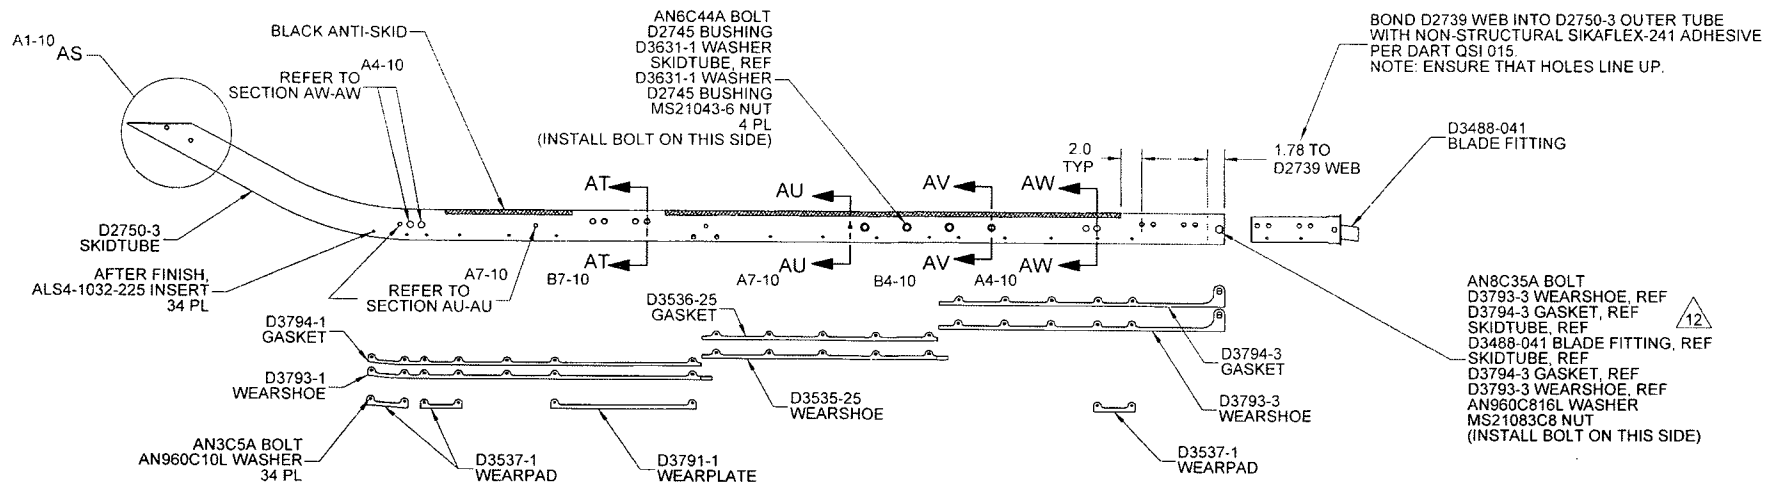 A1-10
AS
BLACK ANTI-SKID
A4-10
REFER TO
SECTION AW-AW
AN6C44A BOLT
D2745 BUSHING
D3631-1 WASHER
SKIDTUBE, REF
D3631-1 WASHER
D2745 BUSHING
MS21043-6 NUT
4 PL
(INSTALL BOLT ON THIS SIDE)
BOND D2739 WEB INTO D2750-3 OUTER TUBE
WITH NON-STRUCTURAL SIKAFLEX-241 ADHESIVE
PER DART QSI 015.
NOTE: ENSURE THAT HOLES LINE UP.
2.0
TYP
1.78 TO
D2739 WEB
D3488-041
BLADE FITTING
AT
AU
AV
AW
D2750-3
SKIDTUBE
AFTER FINISH,
ALS4-1032-225 INSERT
34 PL
REFER TO
SECTION AU-AU
A7-10
AT
B7-10
AU
A7-10
AV
B4-10
AW
A4-10
D3536-25
GASKET
D3794-1
GASKET
D3793-1
WEARSHOE
D3535-25
WEARSHOE
D3794-3
GASKET
D3793-3
WEARSHOE
AN3C5A BOLT
AN960C10L WASHER
34 PL
D3537-1
WEARPAD
D3791-1
WEARPLATE
D3537-1
WEARPAD
AN8C35A BOLT
D3793-3 WEARSHOE, REF
D3794-3 GASKET, REF
SKIDTUBE, REF
D3488-041 BLADE FITTING, REF
SKIDTUBE, REF
D3794-3 GASKET, REF
D3793-3 WEARSHOE, REF
AN960C816L WASHER
MS21083C8 NUT
(INSTALL BOLT ON THIS SIDE)
12